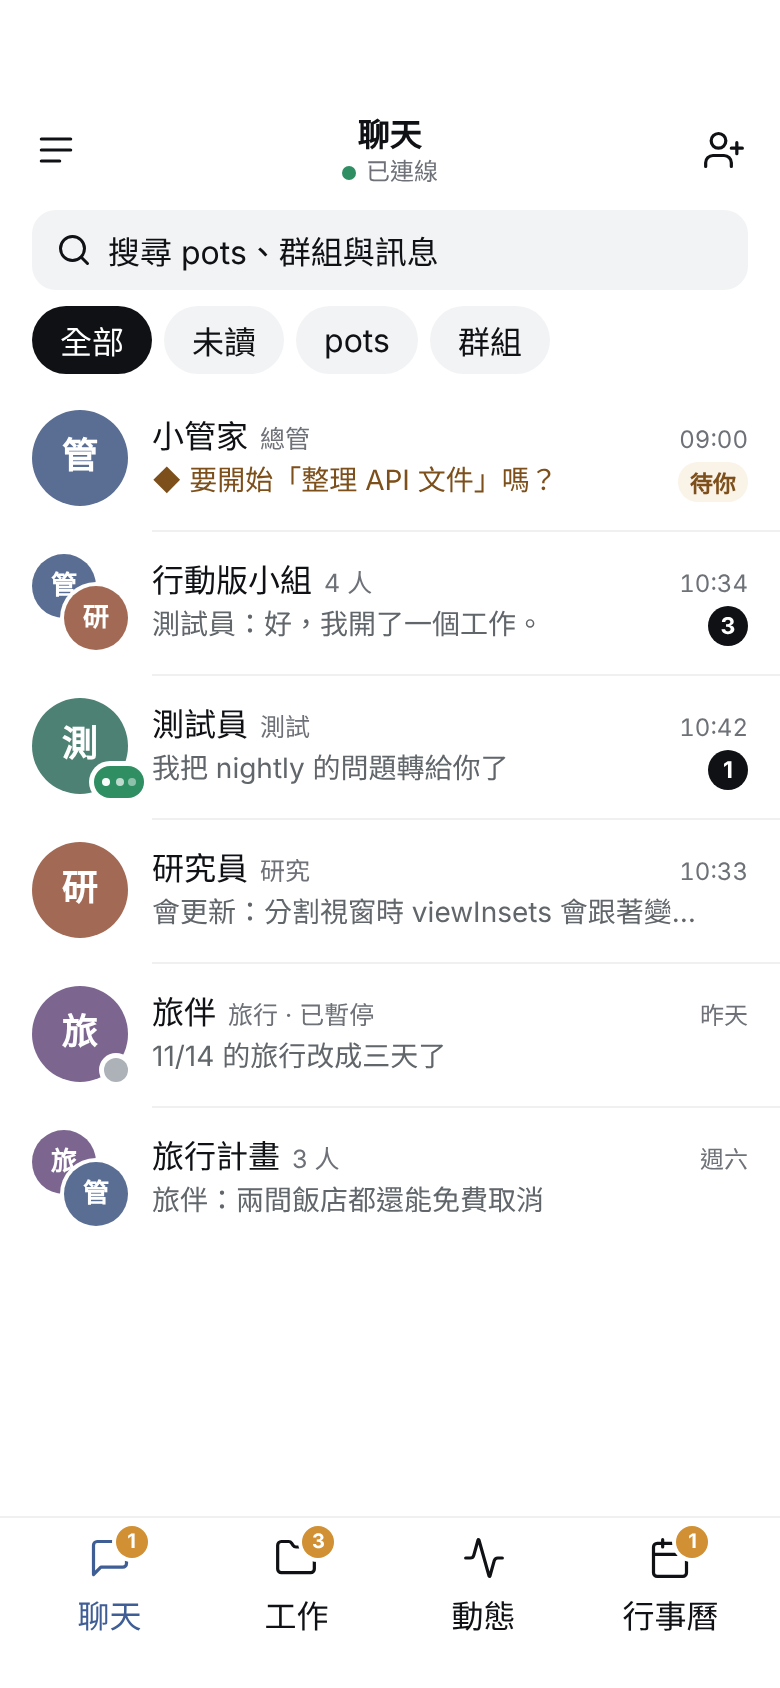 聊天
已連線
搜尋 pots、群組與訊息
全部 未讀 pots 群組
管 小管家 總管 09:00
◆ 要開始「整理 API 文件」嗎？ 待你
管 研 行動版小組 4 人 10:34
測試員：好，我開了一個工作。 3
測 測試員 測試 10:42
我把 nightly 的問題轉給你了 1
研 研究員 研究 10:33
會更新：分割視窗時 viewInsets 會跟著變...
旅 旅伴 旅行 · 已暫停 昨天
11/14 的旅行改成三天了
旅 管 旅行計畫 3 人 週六
旅伴：兩間飯店都還能免費取消
1 3 1
聊天 工作 動態 行事曆